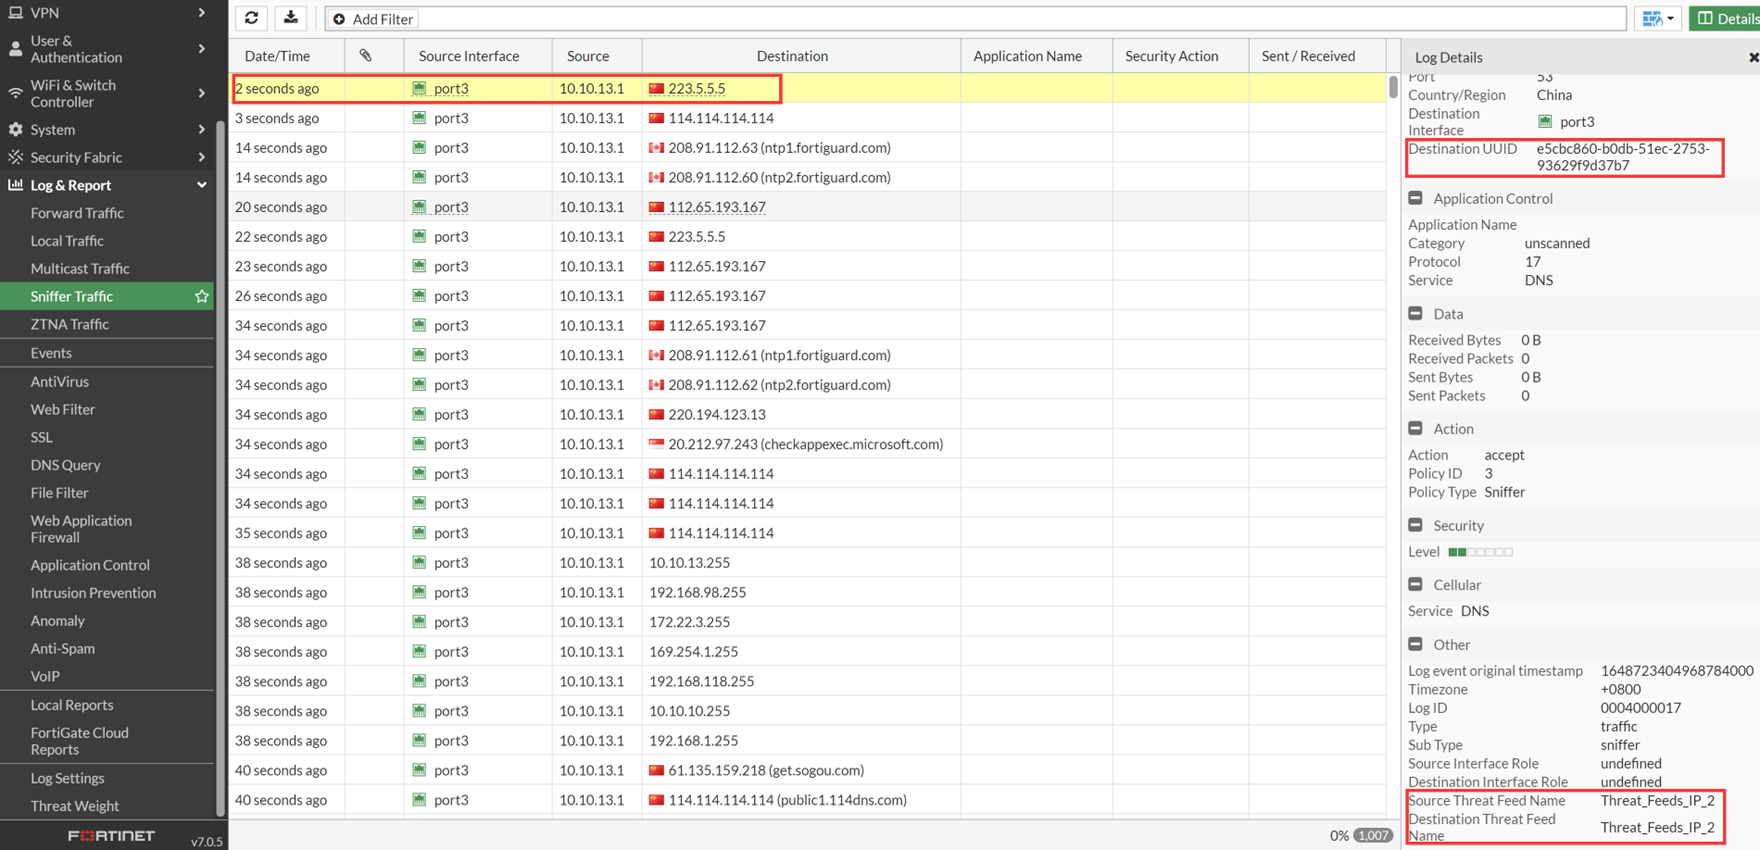 VPN
User &
Authentication
WiFi & Switch
Controller
System
Security Fabric
Log & Report
Forward Traffic
Local Traffic
Multicast Traffic
Sniffer Traffic
ZTNA Traffic
Events
AntiVirus
Web Filter
SSL
DNS Query
File Filter
Web Application
Firewall
Application Control
Intrusion Prevention
Anomaly
Anti-Spam
VoIP
Local Reports
FortiGate Cloud
Reports
Log Settings
Threat Weight
FORTINET v7.0.5
Add Filter Details
Date/Time Source Interface Source Destination Application Name Security Action Sent / Received
2 seconds ago port3 10.10.13.1 223.5.5.5
3 seconds ago port3 10.10.13.1 114.114.114.114
14 seconds ago port3 10.10.13.1 208.91.112.63 (ntp1.fortiguard.com)
14 seconds ago port3 10.10.13.1 208.91.112.60 (ntp2.fortiguard.com)
20 seconds ago port3 10.10.13.1 112.65.193.167
22 seconds ago port3 10.10.13.1 223.5.5.5
23 seconds ago port3 10.10.13.1 112.65.193.167
26 seconds ago port3 10.10.13.1 112.65.193.167
34 seconds ago port3 10.10.13.1 112.65.193.167
34 seconds ago port3 10.10.13.1 208.91.112.61 (ntp1.fortiguard.com)
34 seconds ago port3 10.10.13.1 208.91.112.62 (ntp2.fortiguard.com)
34 seconds ago port3 10.10.13.1 220.194.123.13
34 seconds ago port3 10.10.13.1 20.212.97.243 (checkappexec.microsoft.com)
34 seconds ago port3 10.10.13.1 114.114.114.114
34 seconds ago port3 10.10.13.1 114.114.114.114
35 seconds ago port3 10.10.13.1 114.114.114.114
38 seconds ago port3 10.10.13.1 10.10.13.255
38 seconds ago port3 10.10.13.1 192.168.98.255
38 seconds ago port3 10.10.13.1 172.22.3.255
38 seconds ago port3 10.10.13.1 169.254.1.255
38 seconds ago port3 10.10.13.1 192.168.118.255
38 seconds ago port3 10.10.13.1 10.10.10.255
38 seconds ago port3 10.10.13.1 192.168.1.255
40 seconds ago port3 10.10.13.1 61.135.159.218 (get.sogou.com)
40 seconds ago port3 10.10.13.1 114.114.114.114 (public1.114dns.com)
0% 1,007
Log Details
Port 53
Country/Region China
Destination
Interface port3
Destination UUID e5cbc860-b0db-51ec-2753-
93629f9d37b7
Application Control
Application Name
Category unscanned
Protocol 17
Service DNS
Data
Received Bytes 0 B
Received Packets 0
Sent Bytes 0 B
Sent Packets 0
Action
Action accept
Policy ID 3
Policy Type Sniffer
Security
Level
Cellular
Service DNS
Other
Log event original timestamp 1648723404968784000
Timezone +0800
Log ID 0004000017
Type traffic
Sub Type sniffer
Source Interface Role undefined
Destination Interface Role undefined
Source Threat Feed Name Threat_Feeds_IP_2
Destination Threat Feed
Name Threat_Feeds_IP_2